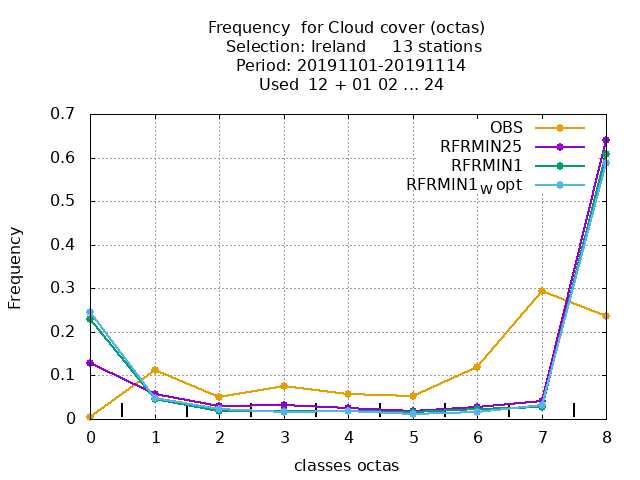 Frequency  for Cloud cover (octas)
Selection: Ireland     13 stations
Period: 20191101-20191114
Used  12 + 01 02 ... 24
OBS
RFRMIN25
RFRMIN1
RFRMIN1w opt
0.7
0.6
0.5
0.4
0.3
0.2
0.1
0
Frequency
0 1 2 3 4 5 6 7 8
classes octas